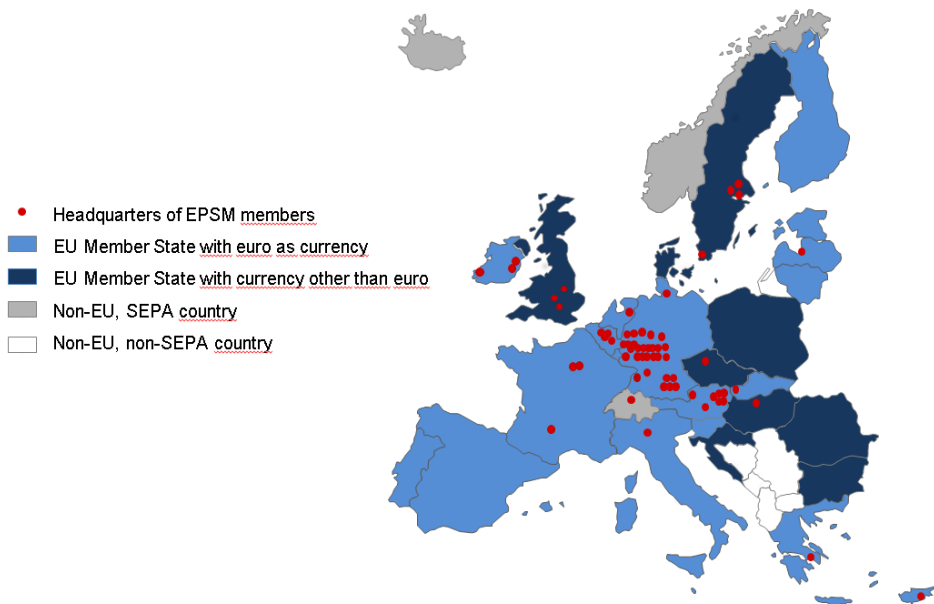 Headquarters of EPSM members
EU Member State with euro as currency
EU Member State with currency other than euro
Non-EU, SEPA country
Non-EU, non-SEPA country